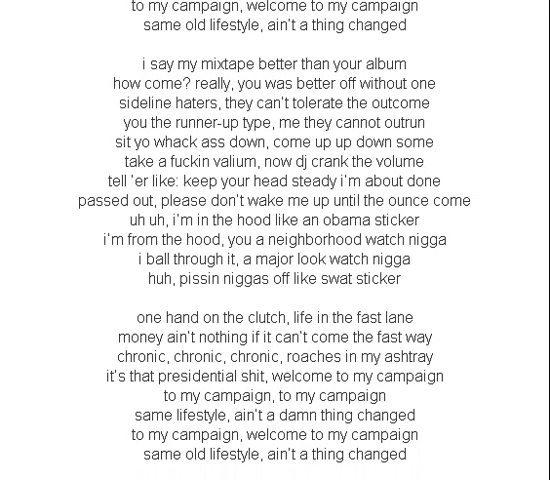 to my campaign, welcome to my campaign
same old lifestyle, ain't a thing changed
i say my mixtape better than your album
how come? really, you was better off without one
sideline haters, they can't tolerate the outcome
you the runner-up type, me they cannot outrun
sit yo whack ass down, come up up down some
take a fuckin valium, now dj crank the volume
tell 'er like: keep your head steady i'm about done
passed out, please don't wake me up until the ounce come
uh uh, i'm in the hood like an obama sticker
i'm from the hood, you a neighborhood watch nigga
i ball through it, a major look watch nigga
huh, pissin niggas off like swat sticker
one hand on the clutch, life in the fast lane
money ain't nothing if it can't come the fast way
chronic, chronic, chronic, roaches in my ashtray
it's that presidential shit, welcome to my campaign
to my campaign, to my campaign
same lifestyle, ain't a damn thing changed
to my campaign, welcome to my campaign
same old lifestyle, ain't a thing changed